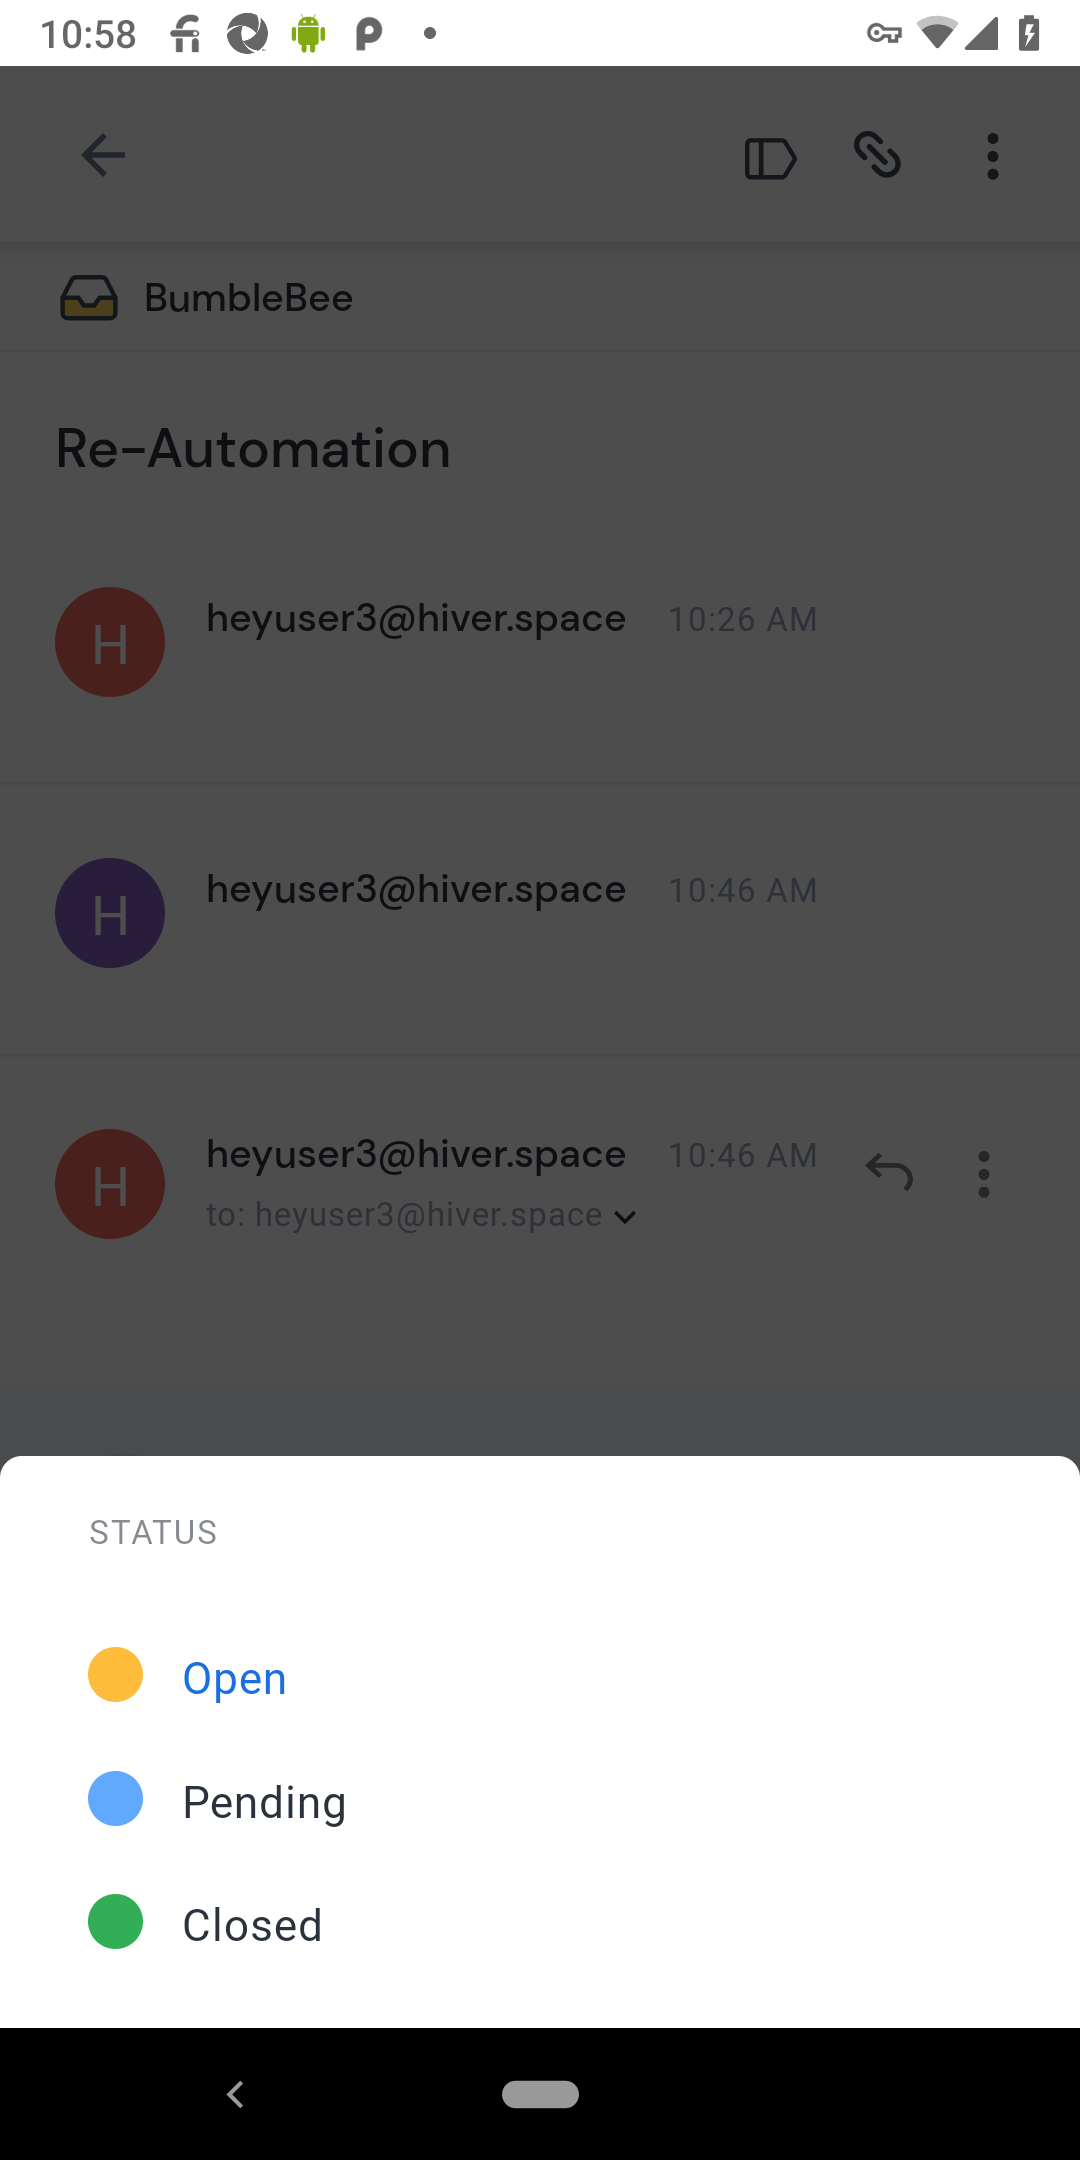 10:58
BumbleBee
Re-Automation
H
heyuser3@hiver.space 10:26 AM
H
heyuser3@hiver.space 10:46 AM
H
heyuser3@hiver.space 10:46 AM
to: heyuser3@hiver.space
STATUS
Open
Pending
Closed